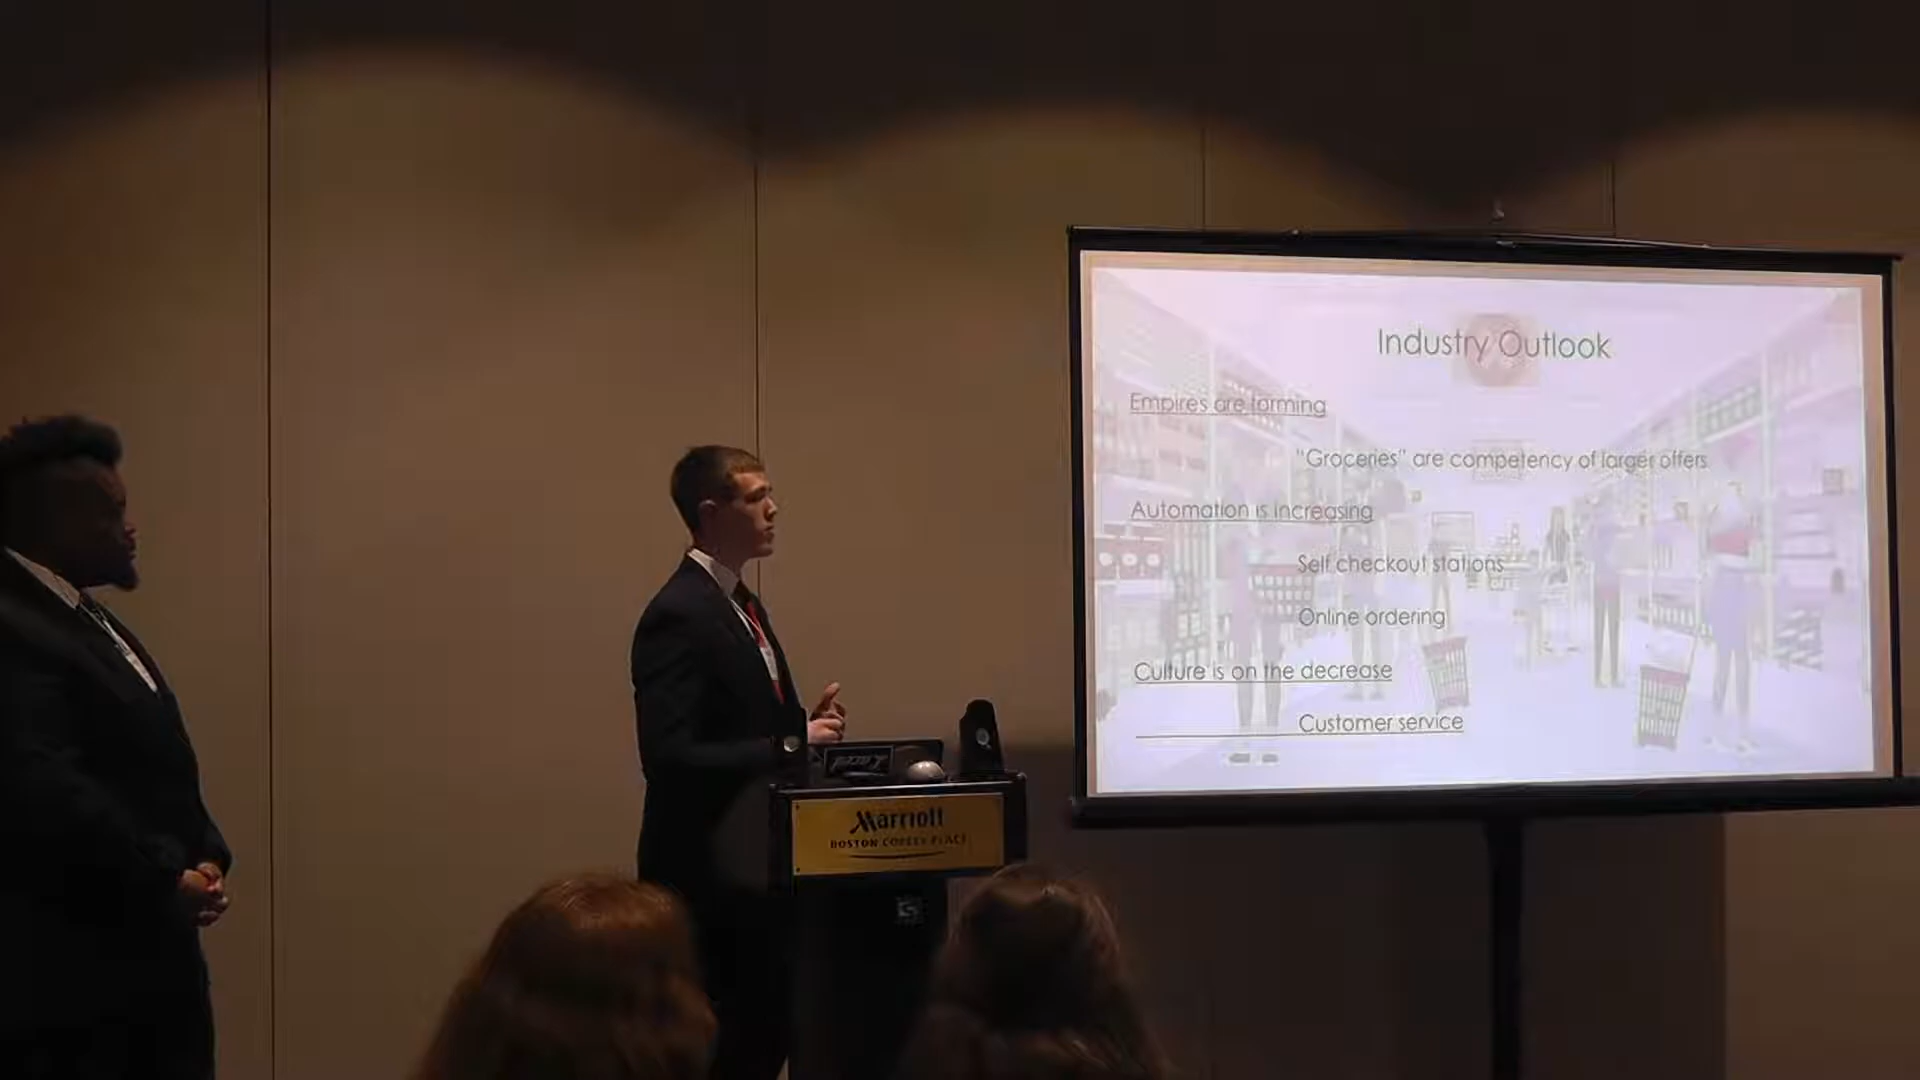 Industry Outlook
Empires are forming
"Groceries" are competency of larger offers
Automation is increasing
Self checkout stations
Online ordering
Culture is on the decrease
Customer service
Marriott
BOSTON COPLEY PLACE